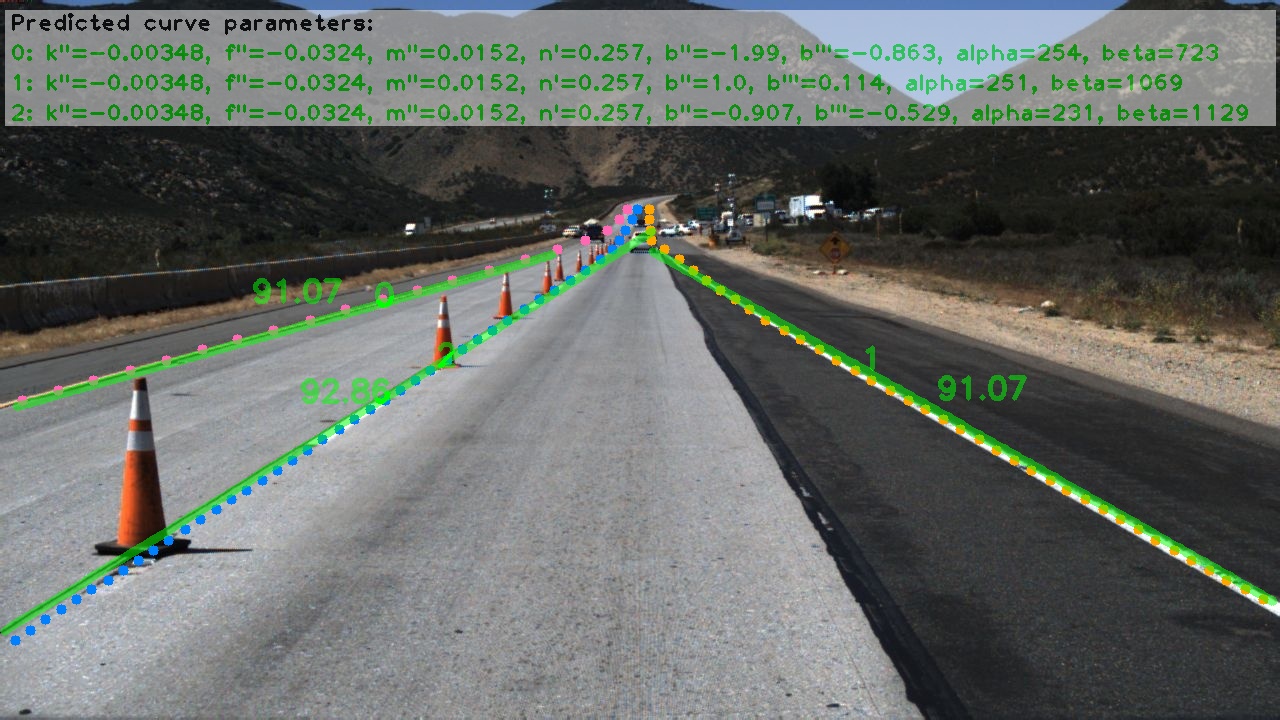 Predicted curve parameters:
0: k''=-0.00348, f''=-0.0324, m''=0.0152, n'=0.257, b''=-1.99, b'''=-0.863, alpha=254, beta=723
1: k''=-0.00348, f''=-0.0324, m''=0.0152, n'=0.257, b''=1.0, b'''=0.114, alpha=251, beta=1069
2: k''=-0.00348, f''=-0.0324, m''=0.0152, n'=0.257, b''=-0.907, b'''=-0.529, alpha=231, beta=1129
91.07 0
2
92.86
1
91.07